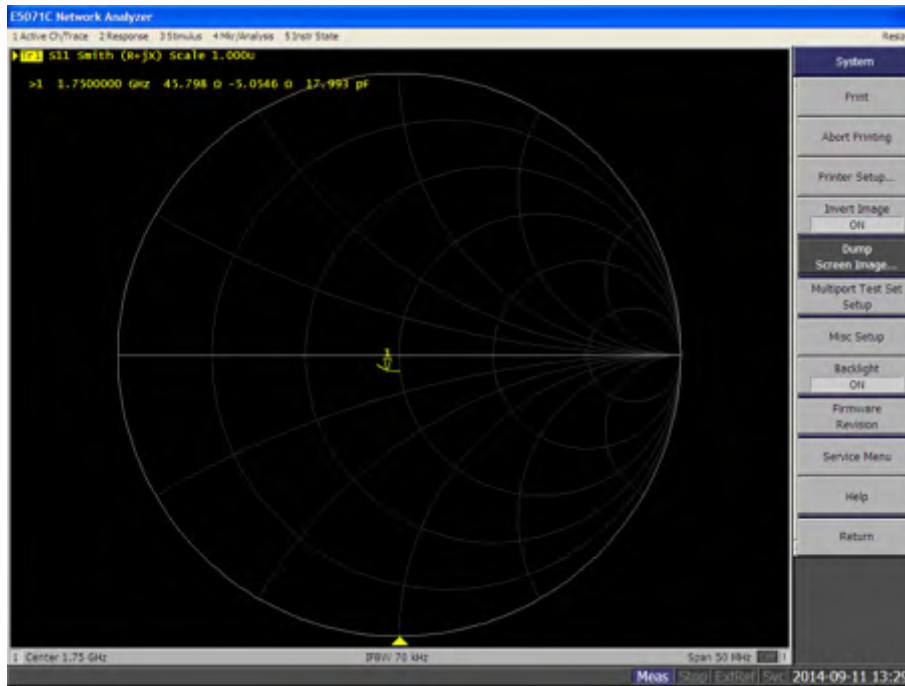 E5071C Network Analyzer
1 Active Ch/Trace 2 Response 3 Stimulus 4 Mkr/Analysis 5 Instr State
Tr1 S11 Smith (R+jX) Scale 1.000U
>1 1.7500000 GHz 45.798 Ω -5.0546 Ω 17.993 pF
1
System
Print
Abort Printing
Printer Setup...
Invert Image
ON
Dump
Screen Image...
Multiport Test Set
Setup
Misc Setup
Backlight
ON
Firmware
Revision
Service Menu
Help
Return
1 Center 1.75 GHz IFBW 70 kHz Span 50 MHz
Meas Stop ExtRef Svc 2014-09-11 13:29